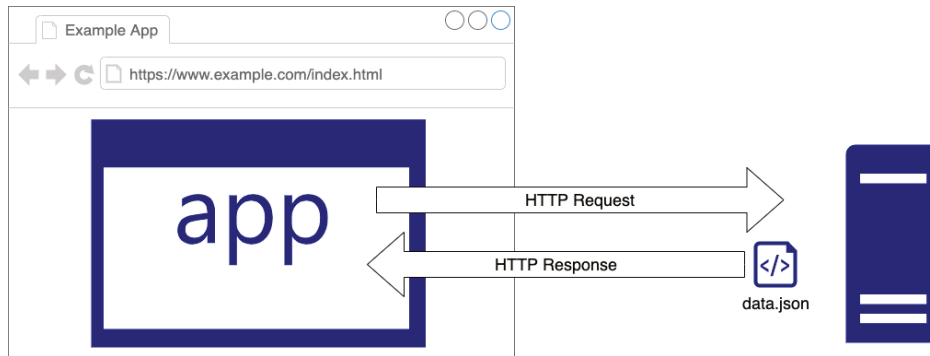 Example App
https://www.example.com/index.html
app
HTTP Request
HTTP Response
</>
data.json